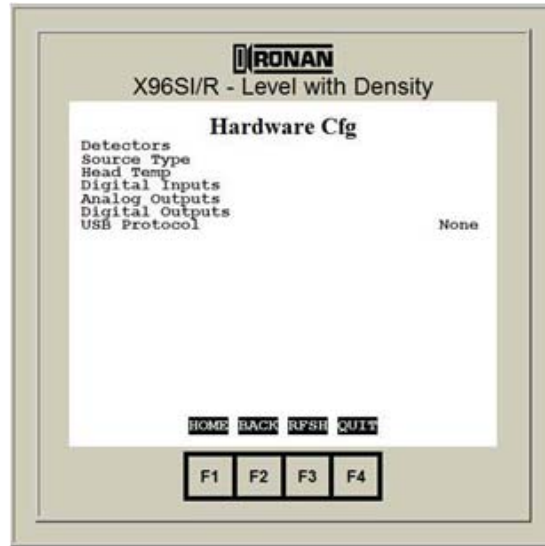 RONAN
X96SI/R - Level with Density
Hardware Cfg
Detectors
Source Type
Head Temp
Digital Inputs
Analog Outputs
Digital Outputs
USB Protocol None
HOME BACK RFSH QUIT
F1 F2 F3 F4